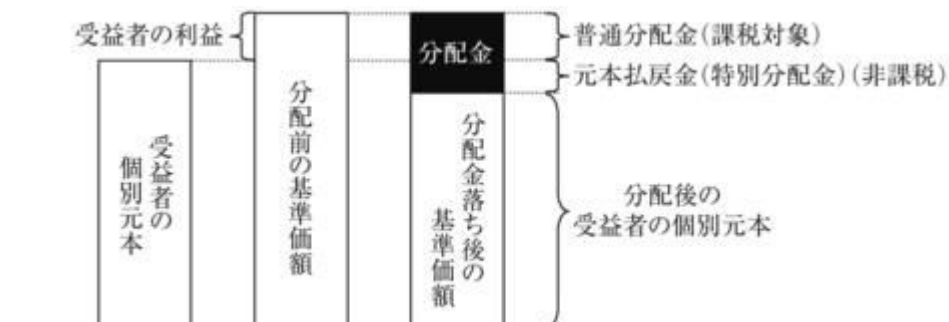 受益者の利益
分配金
普通分配金(課税対象)
元本払戻金(特別分配金)(非課税)
受益者の
個別元本
分配前の基準価額
分配金落ち後の
基準価額
分配後の
受益者の個別元本